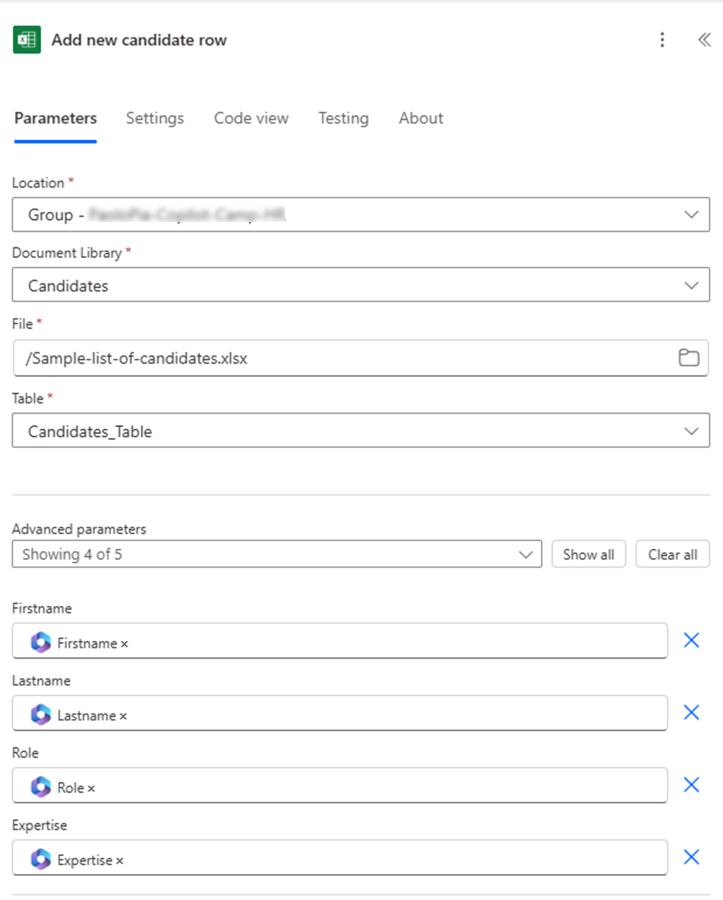 Add new candidate row
Parameters Settings Code view Testing About
Location *
Group -
Document Library *
Candidates
File *
/Sample-list-of-candidates.xlsx
Table *
Candidates_Table
Advanced parameters
Showing 4 of 5 Show all Clear all
Firstname
Firstname ×
Lastname
Lastname ×
Role
Role ×
Expertise
Expertise ×